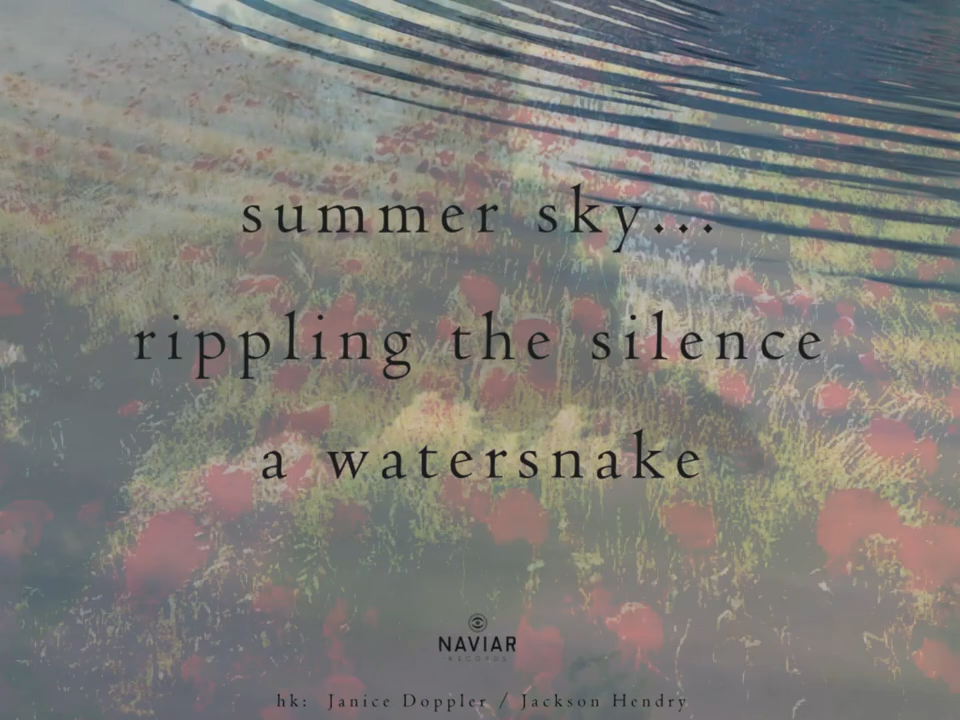 summer sky...
rippling the silence
a watersnake
NAVIAR
RECORDS
hk: Janice Doppler / Jackson Hendry